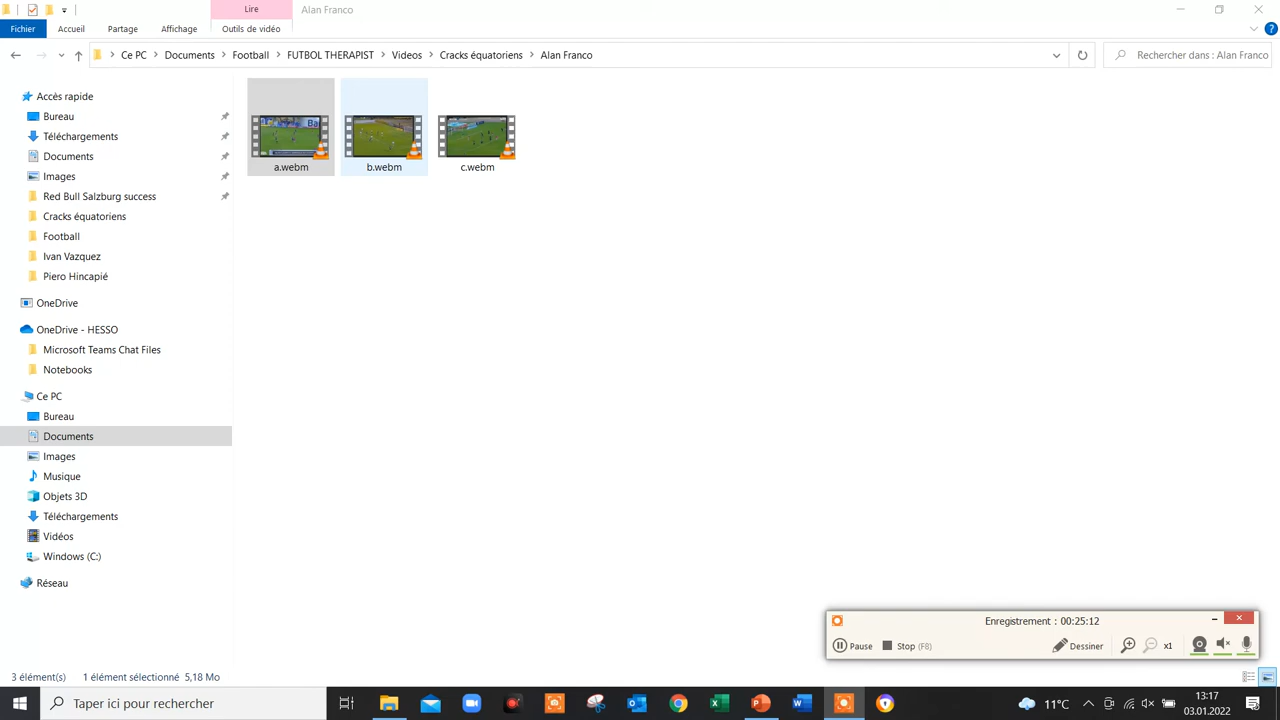 Lire
Alan Franco
Fichier
Accueil
Partage
Affichage
Outils de vidéo
Ce PC
Documents
Football
FUTBOL THERAPIST
Videos
Cracks équatoriens
Alan Franco
Rechercher dans : Alan Franco
Accès rapide
Bureau
Téléchargements
Documents
Images
Red Bull Salzburg success
Cracks équatoriens
Football
Ivan Vazquez
Piero Hincapié
OneDrive
OneDrive - HESSO
Microsoft Teams Chat Files
Notebooks
Ce PC
Bureau
Documents
Images
Musique
Objets 3D
Téléchargements
Vidéos
Windows (C:)
Réseau
Ba
a.webm
b.webm
c.webm
Enregistrement : 00:25:12
Pause
Stop (F8)
Dessiner
x1
3 élément(s)
1 élément sélectionné 5,18 Mo
Taper ici pour rechercher
11°C
13:17
03.01.2022